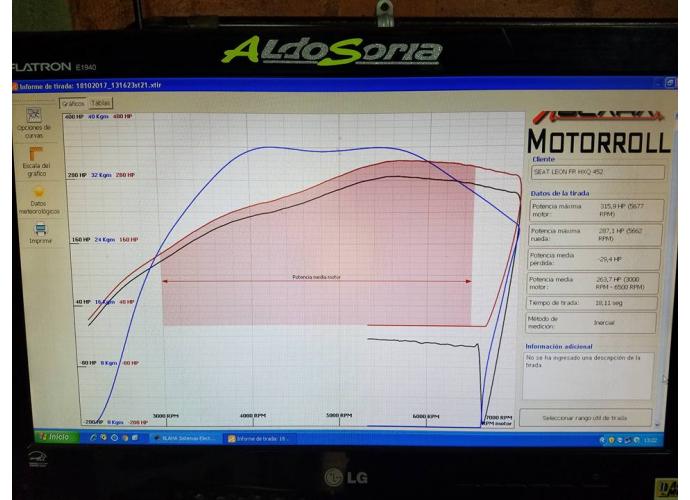 AldoSoria
FLATRON E1940
Informe de tirada: 18102017_131623st21.xtir
Gráficos Tablas
Opciones de curvas
Escala del gráfico
Datos meteorológicos
Imprimir
400 HP 40 Kgm 400 HP
280 HP 32 Kgm 280 HP
160 HP 24 Kgm 160 HP
40 HP 16 Kgm 40 HP
-80 HP 8 Kgm -80 HP
-200 HP 0 Kgm -200 HP
Potencia media motor
3000 RPM 4000 RPM 5000 RPM 6000 RPM 7000 RPM
RPM motor
MOTORROLL
Cliente
SEAT LEON FR HXQ 452
Datos de la tirada
Potencia máxima motor: 315,9 HP (5677 RPM)
Potencia máxima rueda: 287,1 HP (5662 RPM)
Potencia media perdida: -29,4 HP
Potencia media motor: 263,7 HP (3000 RPM - 6500 RPM)
Tiempo de tirada: 18,11 seg
Método de medición: Inercial
Información adicional
No se ha ingresado una descripción de la tirada
Seleccionar rango útil de tirada
Inicio
Informe de tirada: 18...
13:22
LG